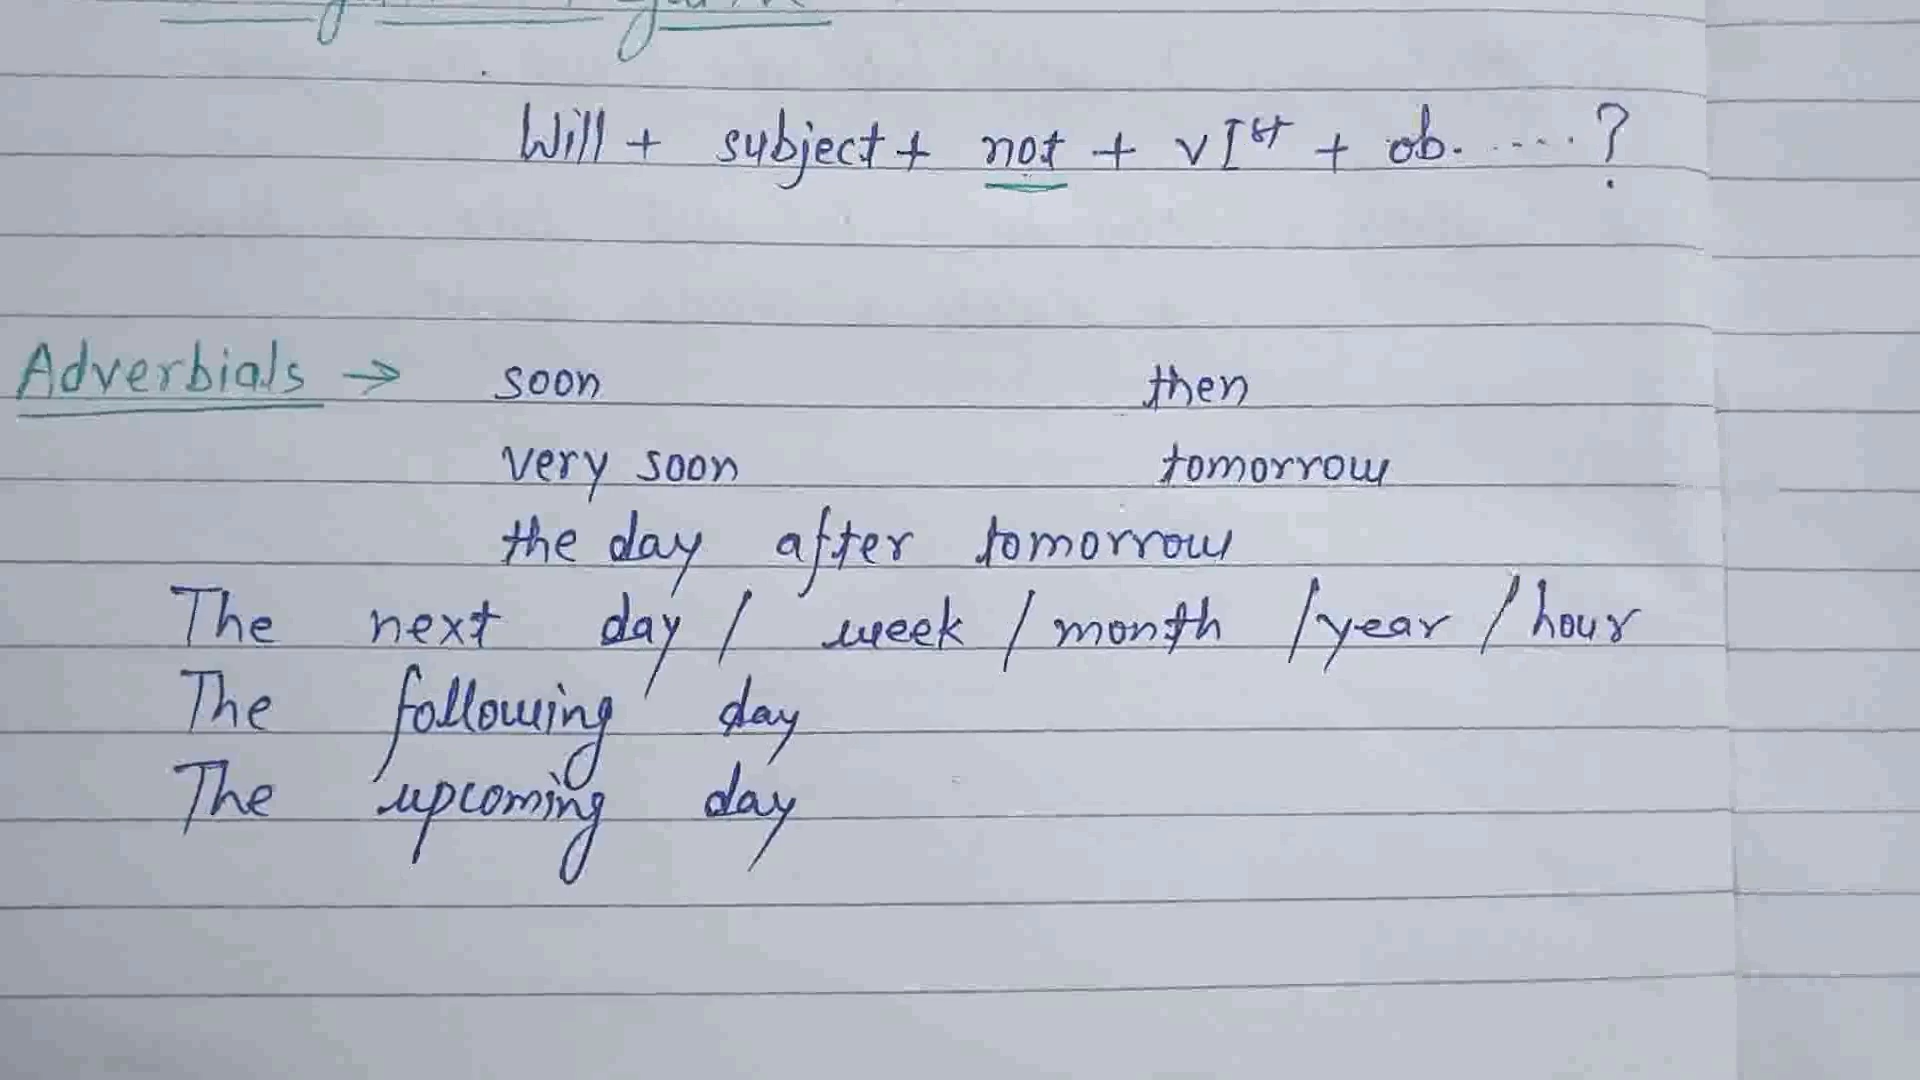 Will + subject + not + v Ist + ob. ..... ?
Adverbials → soon then
very soon tomorrow
the day after tomorrow
The next day / week / month / year / hour
The following day
The upcoming day